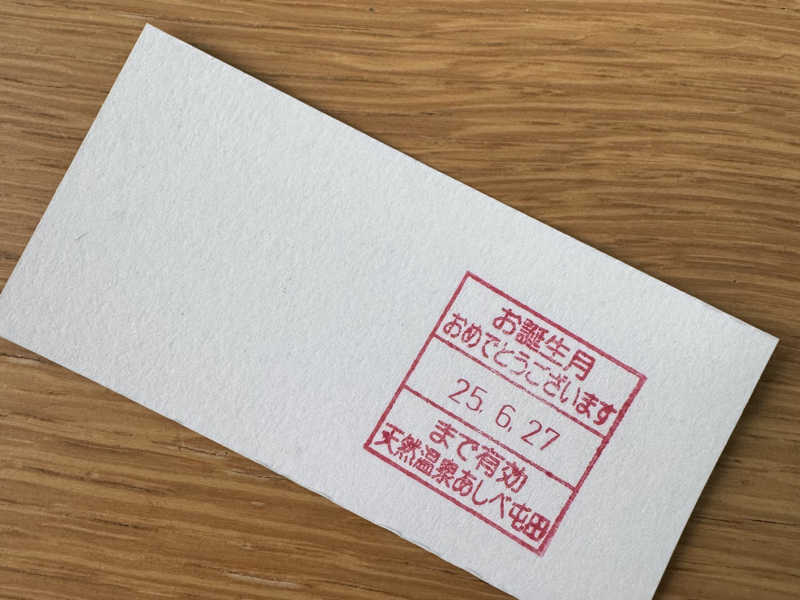 お誕生月
おめでとうございます
25. 6. 27
まで有効
天然温泉あしべ屯田